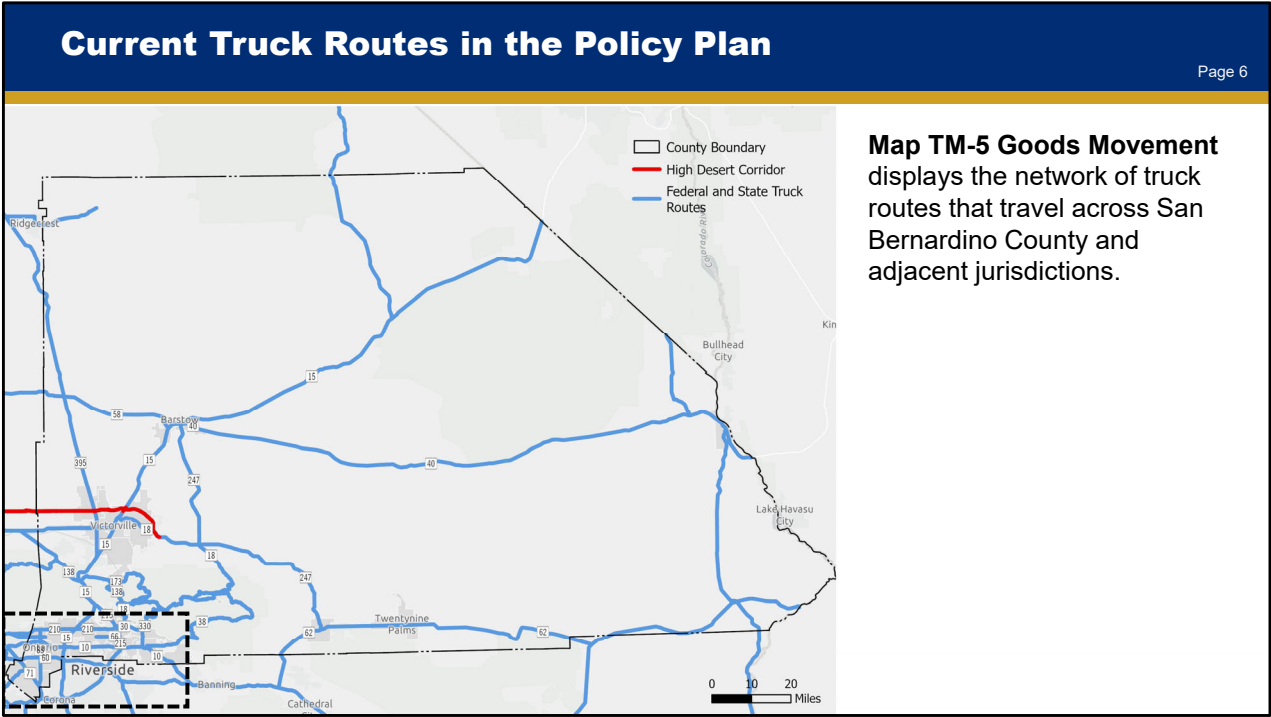 Current Truck Routes in the Policy Plan
Page 6
Map TM-5 Goods Movement
displays the network of truck
routes that travel across San
Bernardino County and
adjacent jurisdictions.
County Boundary
High Desert Corridor
Federal and State Truck
Routes
Ridgecrest
Colorado Riv
Kin
Bullhead
City
15
58
Barstow
40
395
15
247
40
Lake Havasu
City
Victorville
18
15
18
138
173
138
15
247
18
38
210
210
30
330
15
66
215
62
Twentynine
Palms
62
Ontario
10
60
10
71
Riverside
Banning
Corona
Cathedral
0 10 20
Miles